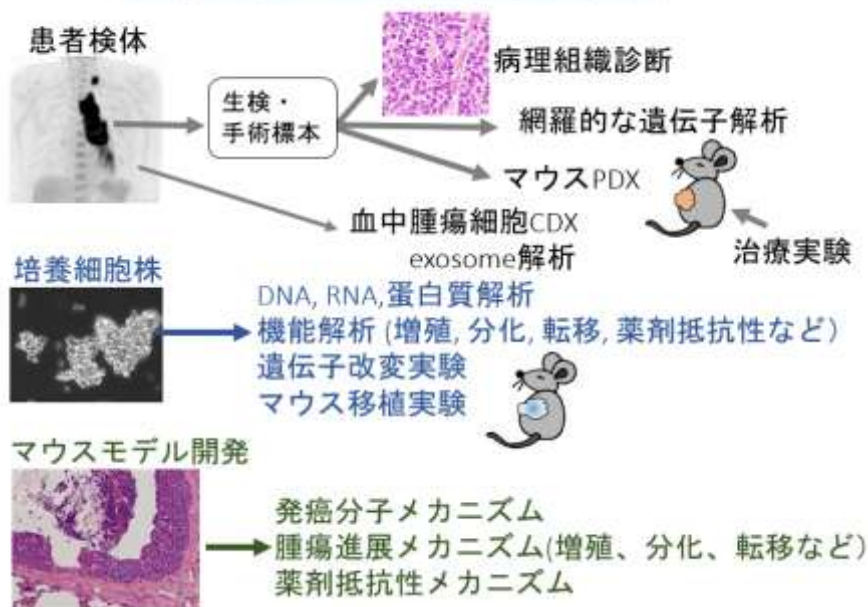 患者検体
生検・
手術標本
病理組織診断
網羅的な遺伝子解析
マウスPDX
血中腫瘍細胞CDX
exosome解析
治療実験
培養細胞株
DNA, RNA,蛋白質解析
機能解析 (増殖, 分化, 転移, 薬剤抵抗性など)
遺伝子改変実験
マウス移植実験
マウスモデル開発
発癌分子メカニズム
腫瘍進展メカニズム(増殖、分化、転移など)
薬剤抵抗性メカニズム